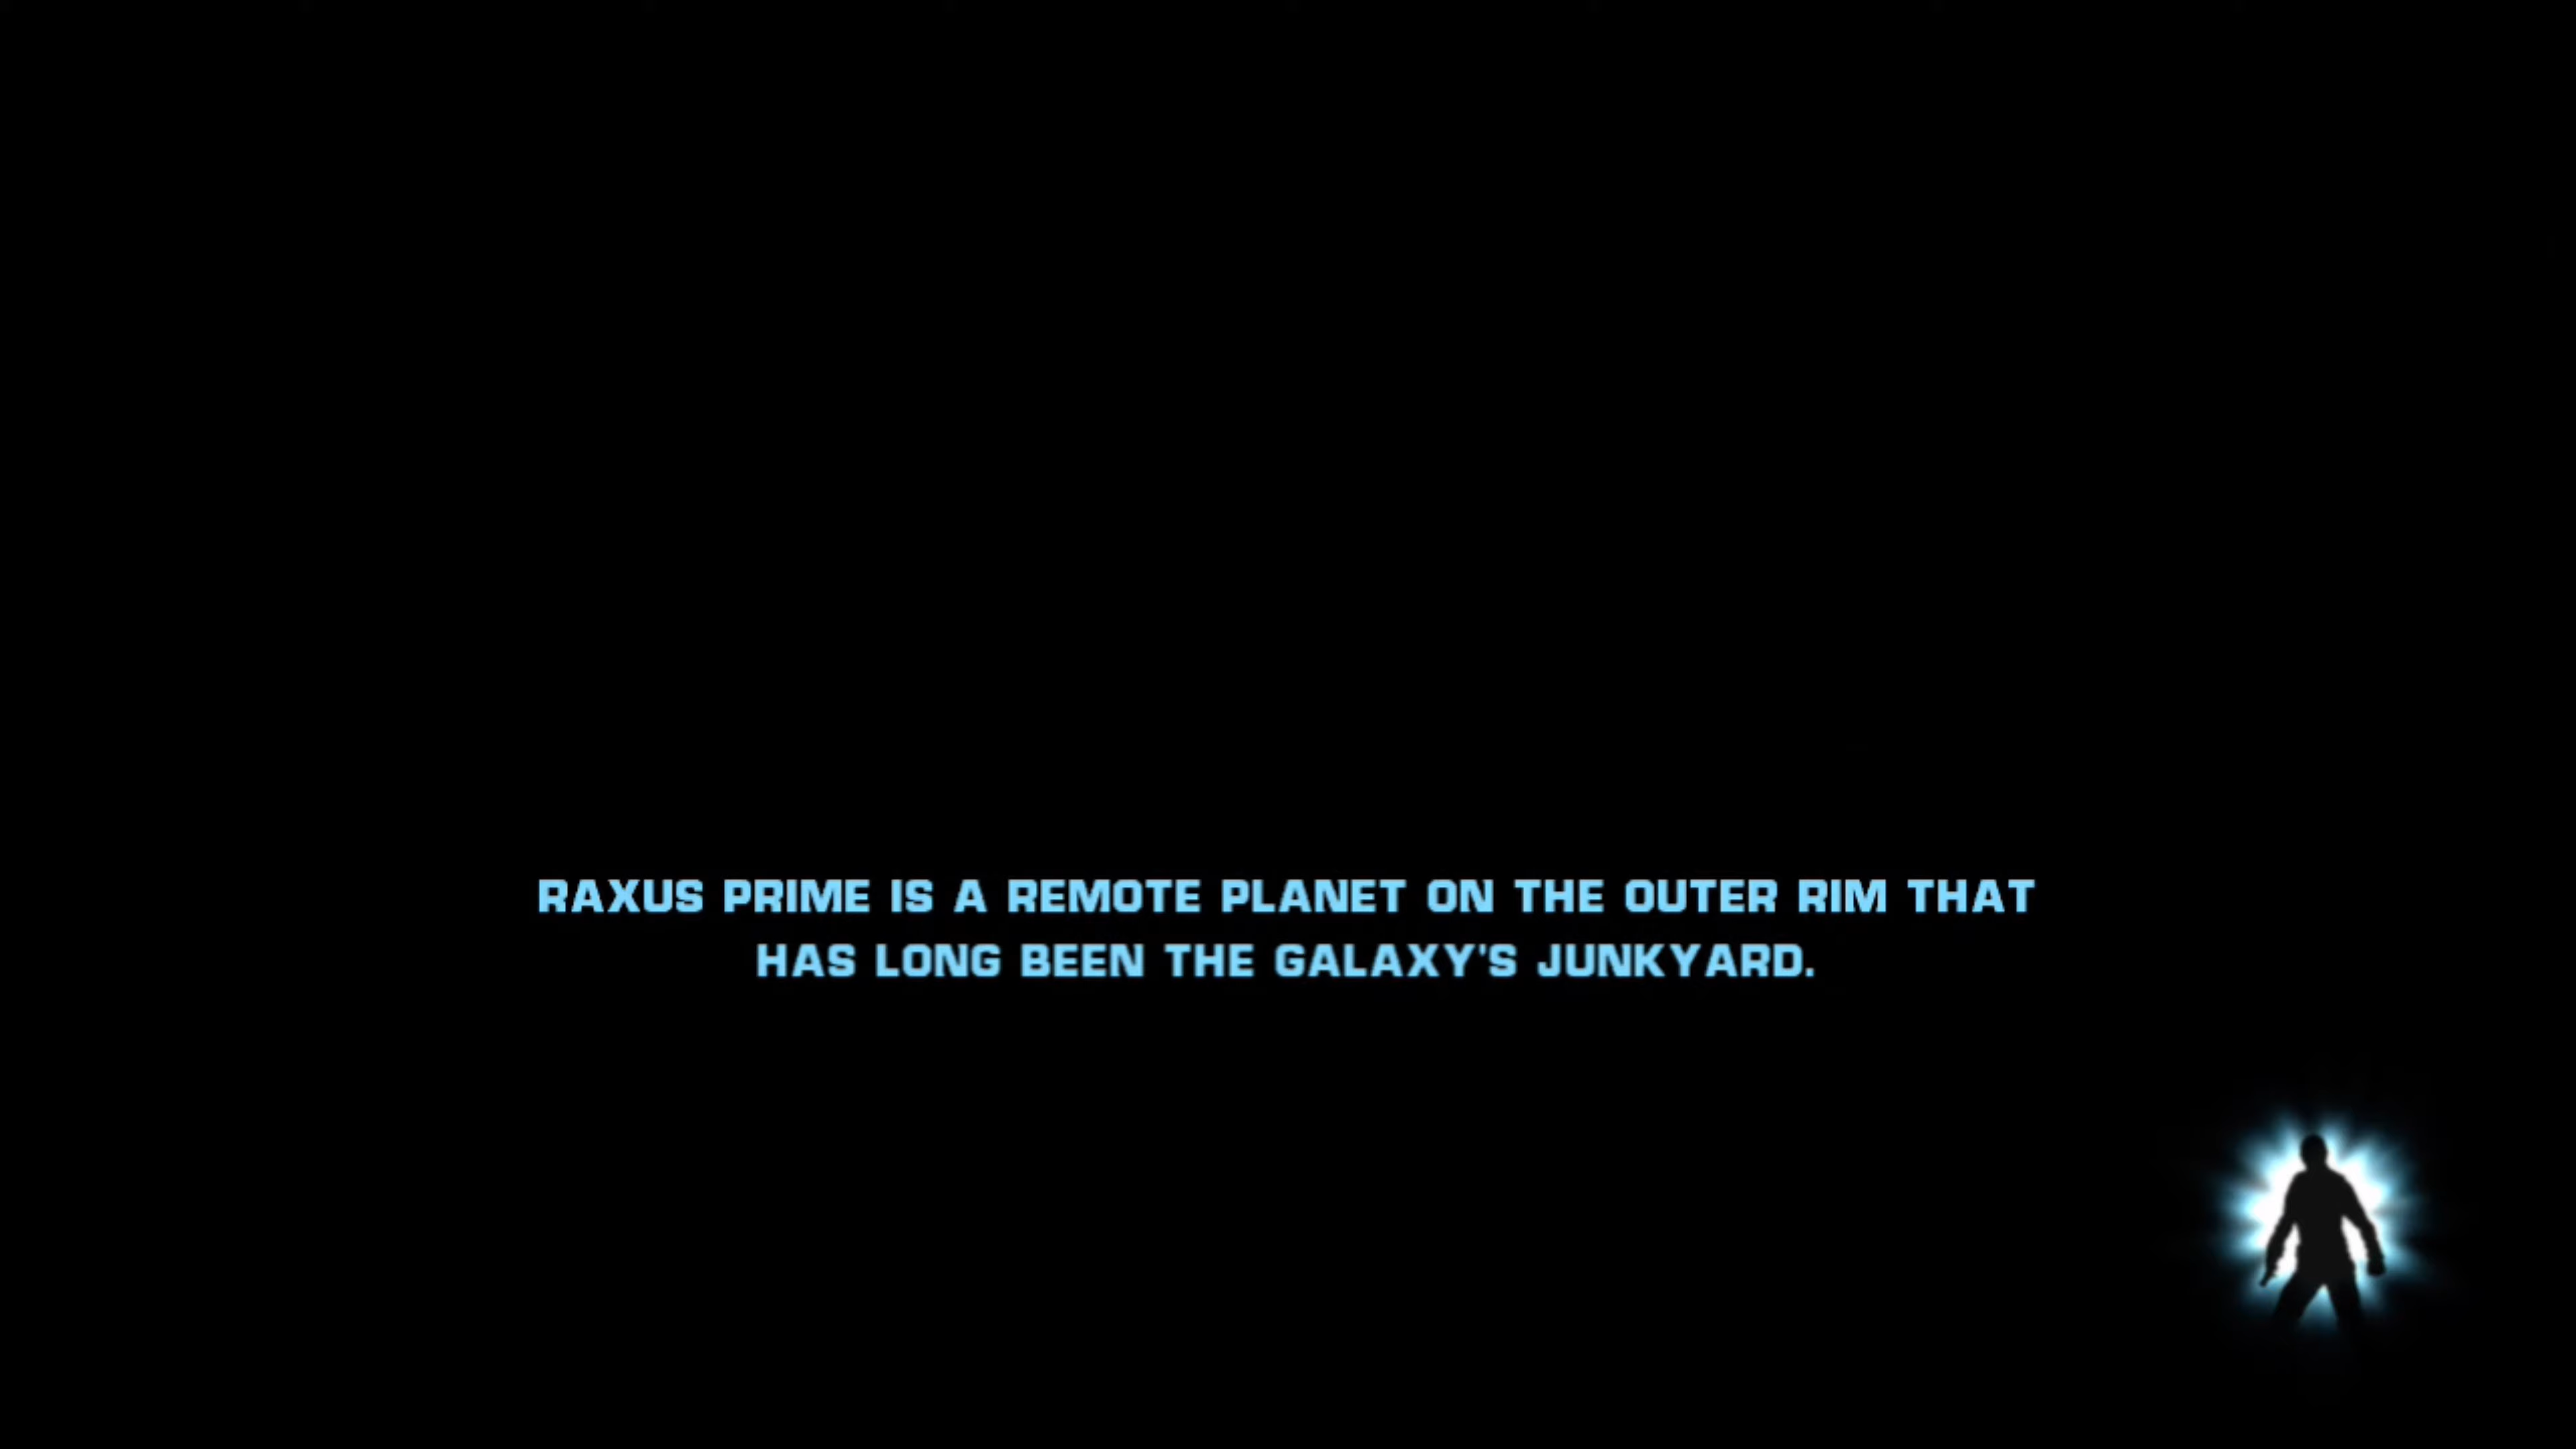 RAXUS PRIME IS A REMOTE PLANET ON THE OUTER RIM THAT
HAS LONG BEEN THE GALAXY'S JUNKYARD.